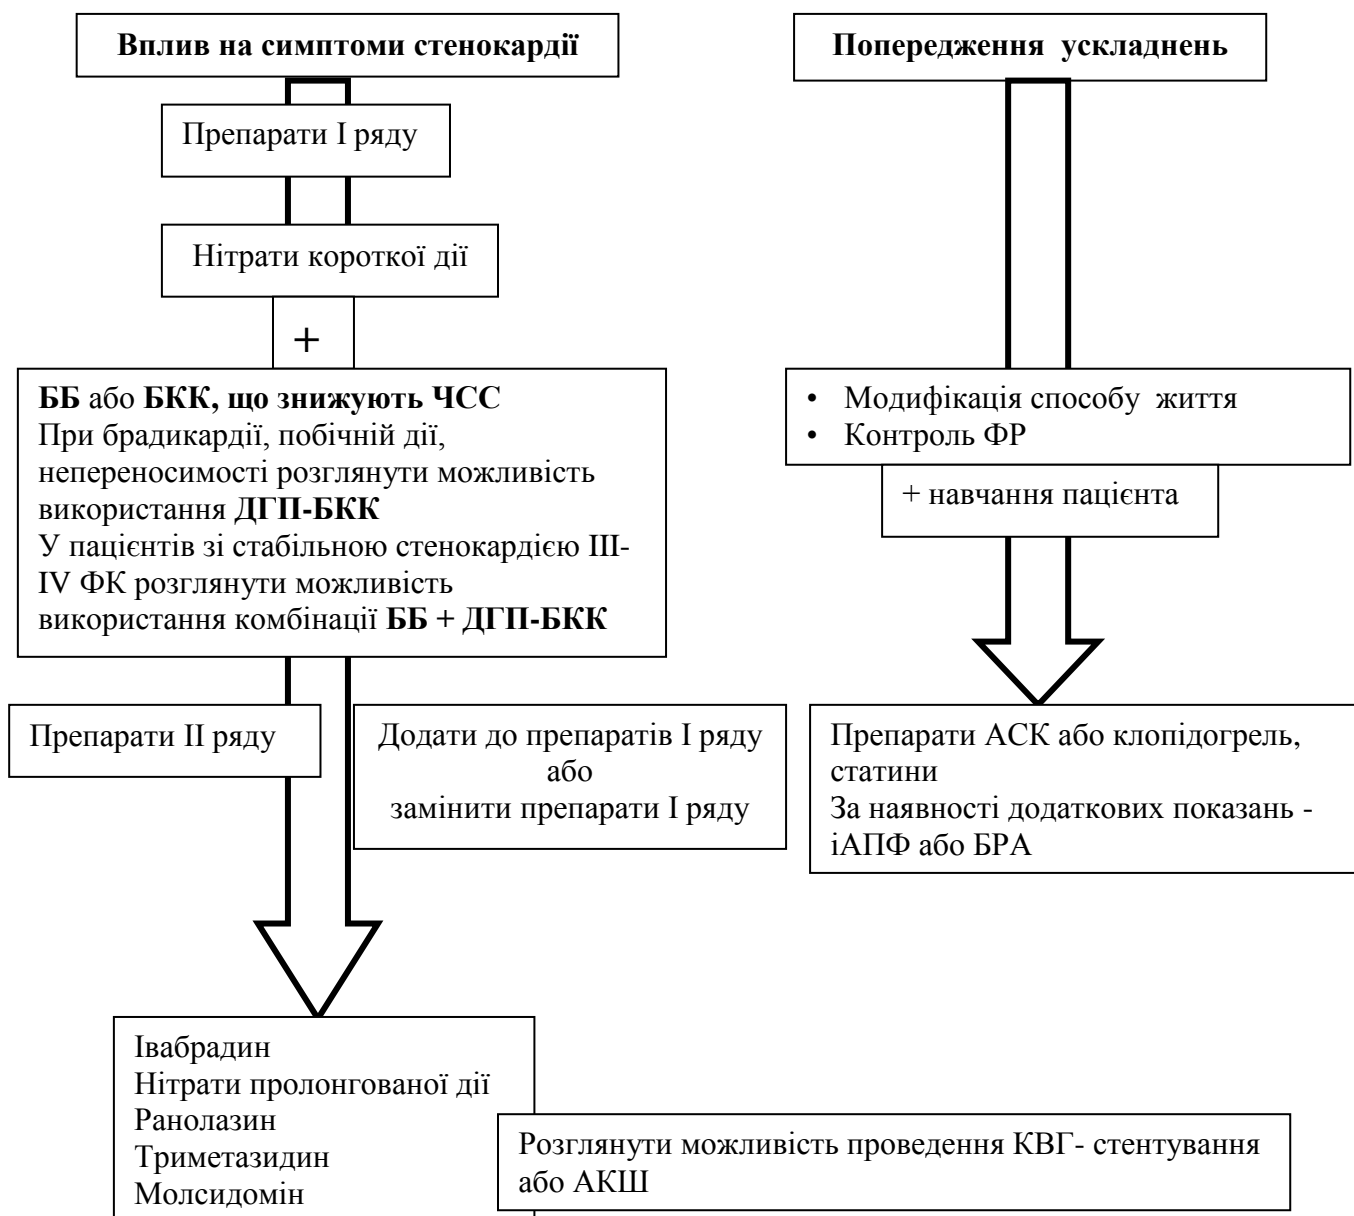 Вплив на симптоми стенокардії
Препарати І ряду
Нітрати короткої дії
+
ББ або БКК, що знижують ЧСС
При брадикардії, побічній дії,
непереносимості розглянути можливість
використання ДГП-БКК
У пацієнтів зі стабільною стенокардією III-
IV ФК розглянути можливість
використання комбінації ББ + ДГП-БКК
Препарати ІІ ряду
Додати до препаратів І ряду
або
замінити препарати І ряду
Івабрадин
Нітрати пролонгованої дії
Ранолазин
Триметазидин
Молсидомін
Розглянути можливість проведення КВГ- стентування
або АКШ
Попередження ускладнень
• Модифікація способу життя
• Контроль ФР
+ навчання пацієнта
Препарати АСК або клопідогрель,
статини
За наявності додаткових показань -
іАПФ або БРА